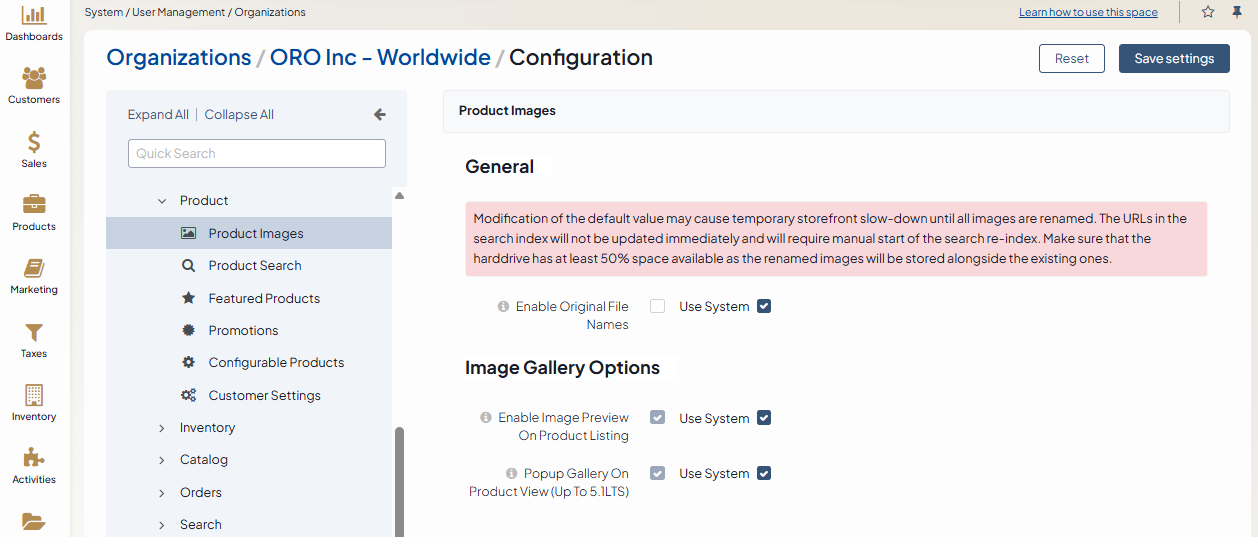 System / User Management / Organizations
Learn how to use this space
Dashboards
Customers
Sales
Products
Marketing
Taxes
Inventory
Activities
Organizations / ORO Inc - Worldwide / Configuration
Reset
Save settings
Expand All | Collapse All
Quick Search
Product
Product Images
Product Search
Featured Products
Promotions
Configurable Products
Customer Settings
Inventory
Catalog
Orders
Search
Product Images
General
Modification of the default value may cause temporary storefront slow-down until all images are renamed. The URLs in the
search index will not be updated immediately and will require manual start of the search re-index. Make sure that the
harddrive has at least 50% space available as the renamed images will be stored alongside the existing ones.
Enable Original File
Names
Use System
Image Gallery Options
Enable Image Preview
On Product Listing
Use System
Popup Gallery On
Product View (Up To 5.1LTS)
Use System